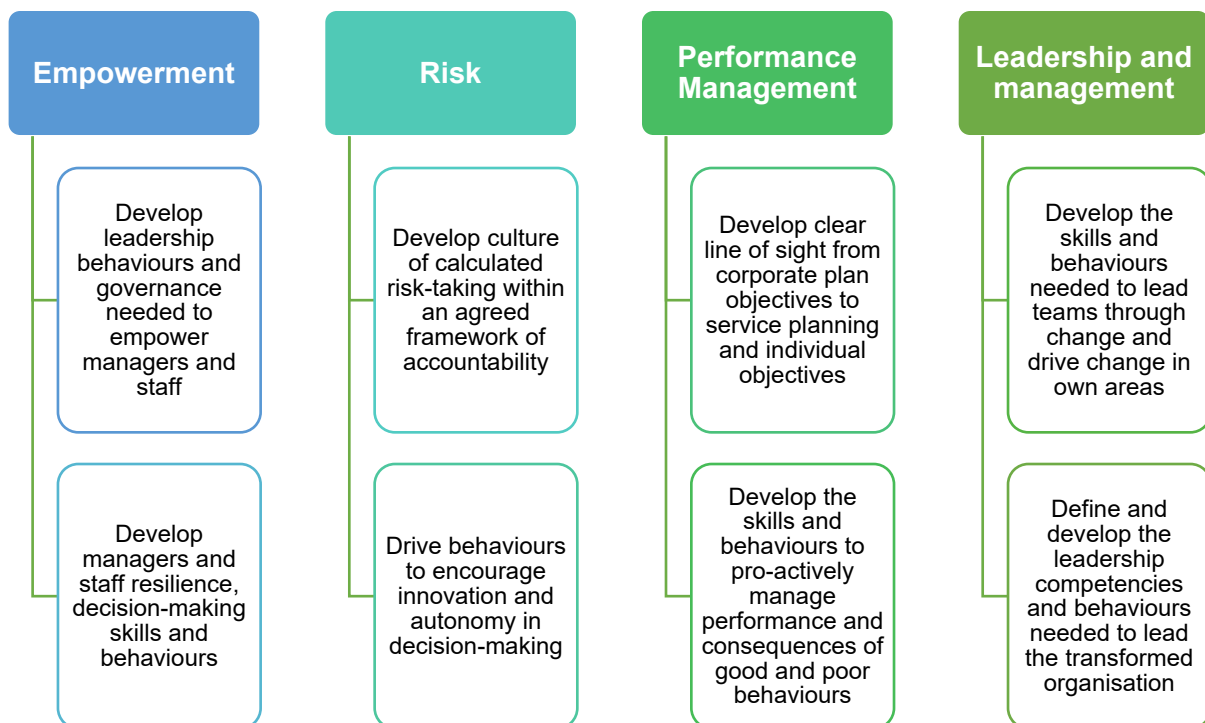 Empowerment
Develop
leadership
behaviours and
governance
needed to
empower
managers and
staff
Develop
managers and
staff resilience,
decision-making
skills and
behaviours
Risk
Develop culture
of calculated
risk-taking within
an agreed
framework of
accountability
Drive behaviours
to encourage
innovation and
autonomy in
decision-making
Performance
Management
Develop clear
line of sight from
corporate plan
objectives to
service planning
and individual
objectives
Develop the
skills and
behaviours to
pro-actively
manage
performance and
consequences of
good and poor
behaviours
Leadership and
management
Develop the
skills and
behaviours
needed to lead
teams through
change and
drive change in
own areas
Define and
develop the
leadership
competencies
and behaviours
needed to lead
the transformed
organisation